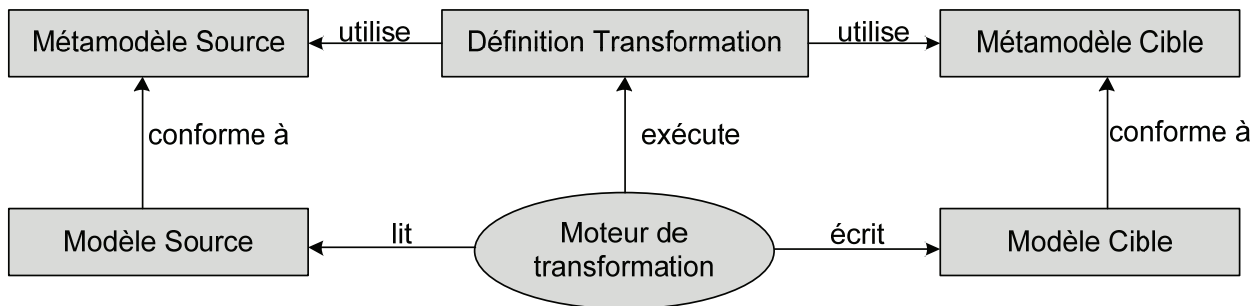 Métamodèle Source
utilise
Définition Transformation
utilise
Métamodèle Cible
conforme à
exécute
conforme à
Modèle Source
lit
Moteur de
transformation
écrit
Modèle Cible